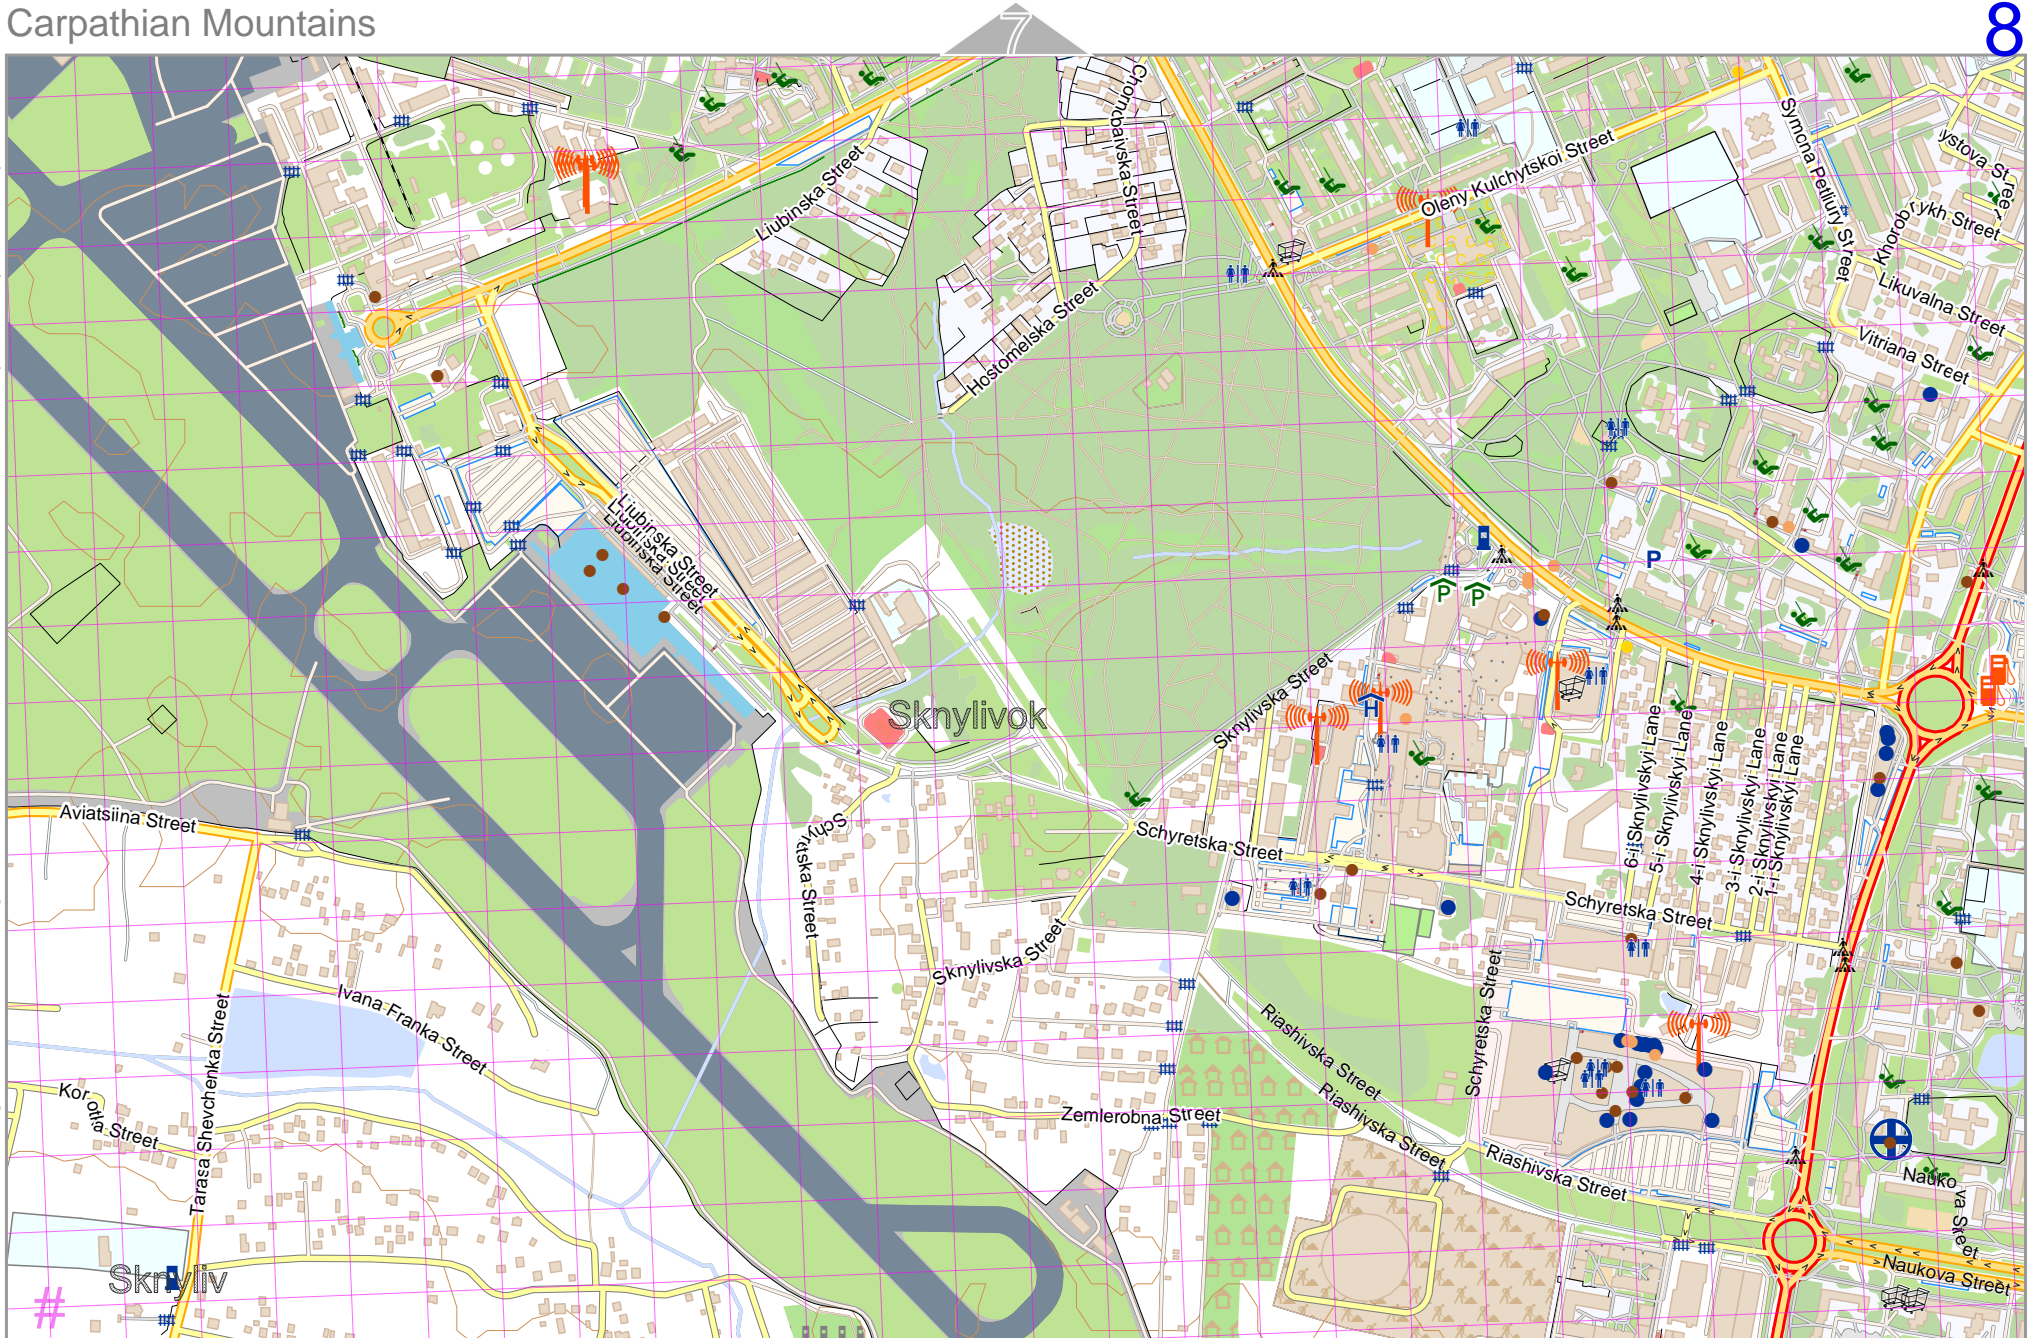 Carpathian Mountains
7
8
Chornobaivska Street
Symona Petliury Street
Oleny Kulchytskoi Street
Liubinska Street
Khorobrykh Street
Likuvalna Street
Vitriana Street
Hostomelska Street
Liubinska Street
Liubinska Street
Liubinska Street
P
P
P
H
Sknylivok
Sknylivska Street
6-i Sknylivskyi Lane
5-i Sknylivskyi Lane
4-i Sknylivskyi Lane
3-i Sknylivskyi Lane
2-i Sknylivskyi Lane
1-i Sknylivskyi Lane
Aviatsiina Street
Schyretska Street
Schyretska Street
Sknylivska Street
Ivana Franka Street
Tarasa Shevchenka Street
Schyretska Street
Riashivska Street
Riashivska Street
Riashivska Street
Zemlerobna Street
Korotka Street
Naukova Street
Naukova Street
Sknyliv
#